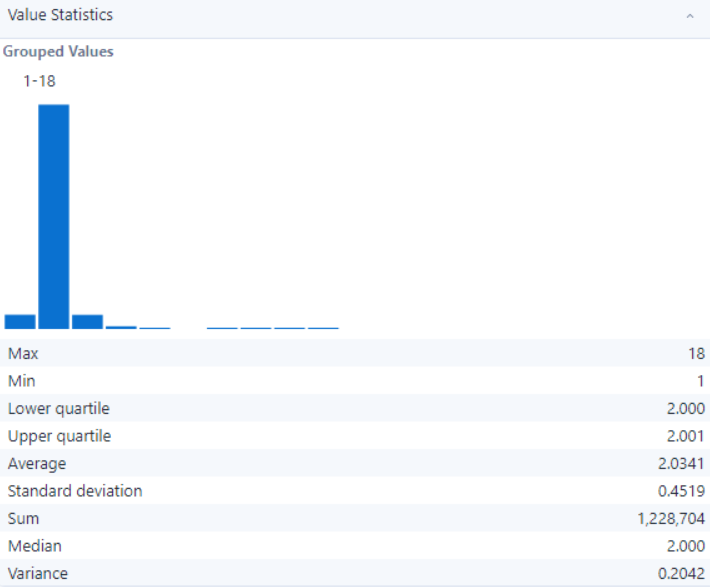 Value Statistics
Grouped Values
1-18
Max 18
Min 1
Lower quartile 2.000
Upper quartile 2.001
Average 2.0341
Standard deviation 0.4519
Sum 1,228,704
Median 2.000
Variance 0.2042